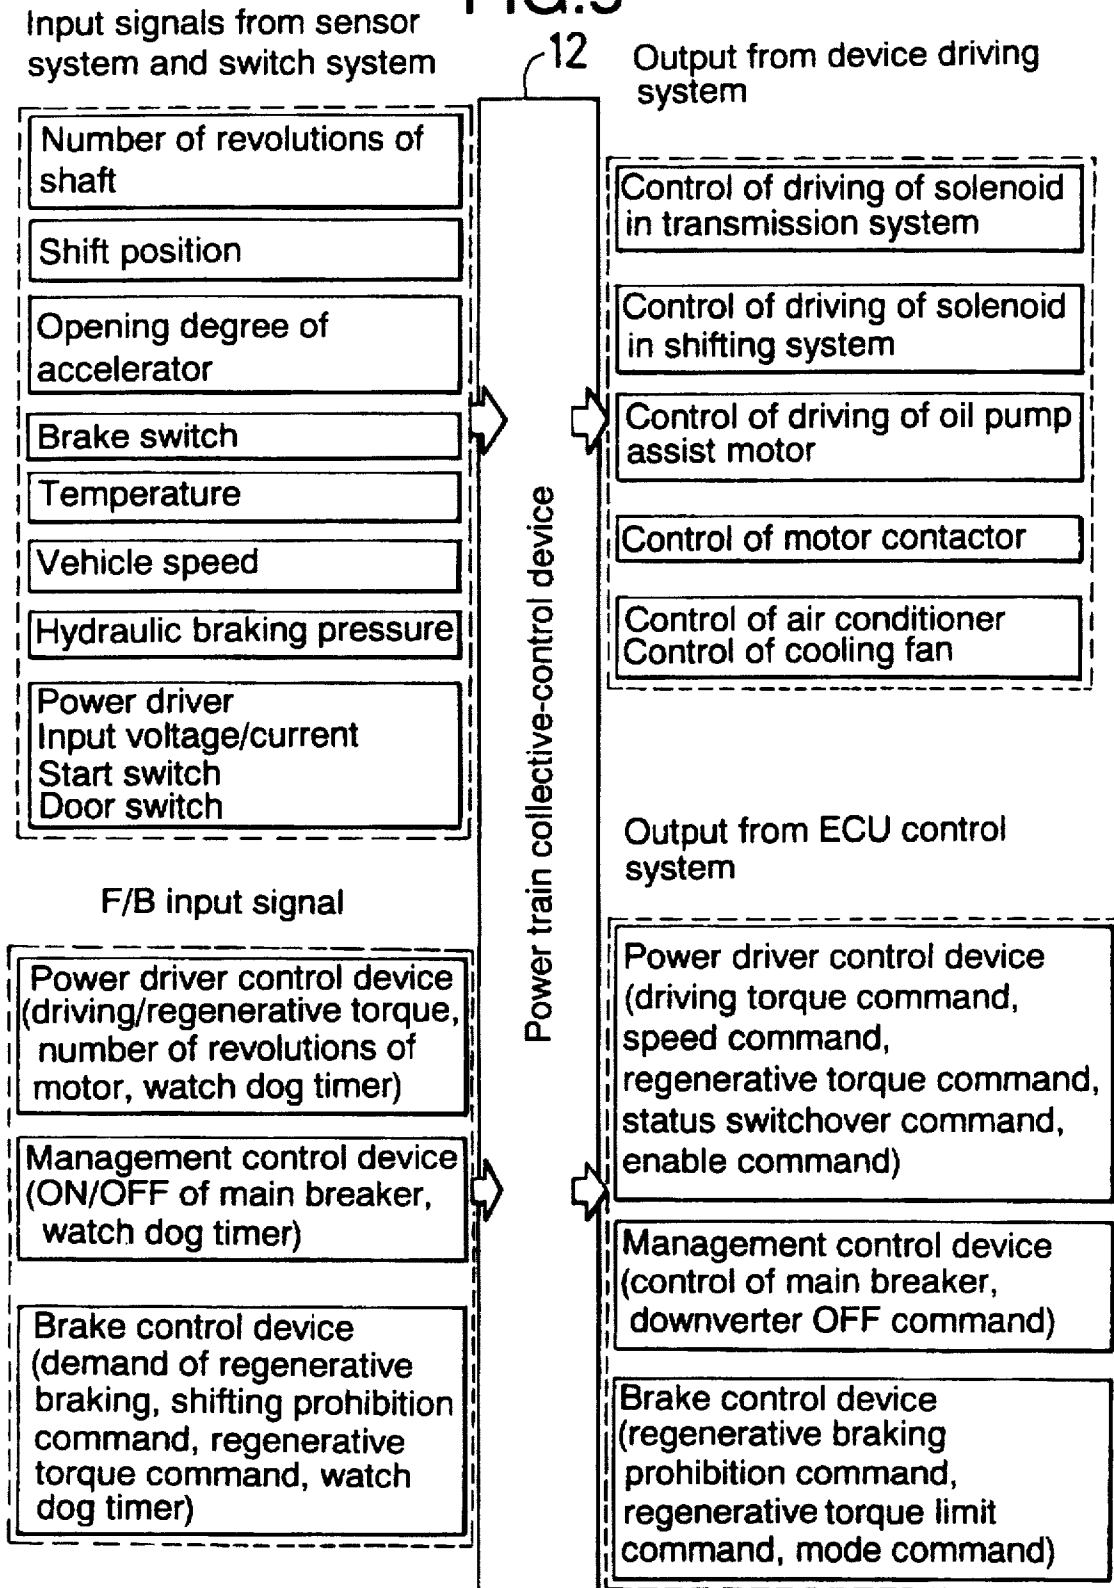 FIG.3
Input signals from sensor
system and switch system
Number of revolutions of
shaft
Shift position
Opening degree of
accelerator
Brake switch
Temperature
Vehicle speed
Hydraulic braking pressure
Power driver
Input voltage/current
Start switch
Door switch
F/B input signal
Power driver control device
(driving/regenerative torque,
number of revolutions of
motor, watch dog timer)
Management control device
(ON/OFF of main breaker,
watch dog timer)
Brake control device
(demand of regenerative
braking, shifting prohibition
command, regenerative
torque command, watch
dog timer)
12
Power train collective-control device
Output from device driving
system
Control of driving of solenoid
in transmission system
Control of driving of solenoid
in shifting system
Control of driving of oil pump
assist motor
Control of motor contactor
Control of air conditioner
Control of cooling fan
Output from ECU control
system
Power driver control device
(driving torque command,
speed command,
regenerative torque command,
status switchover command,
enable command)
Management control device
(control of main breaker,
downverter OFF command)
Brake control device
(regenerative braking
prohibition command,
regenerative torque limit
command, mode command)